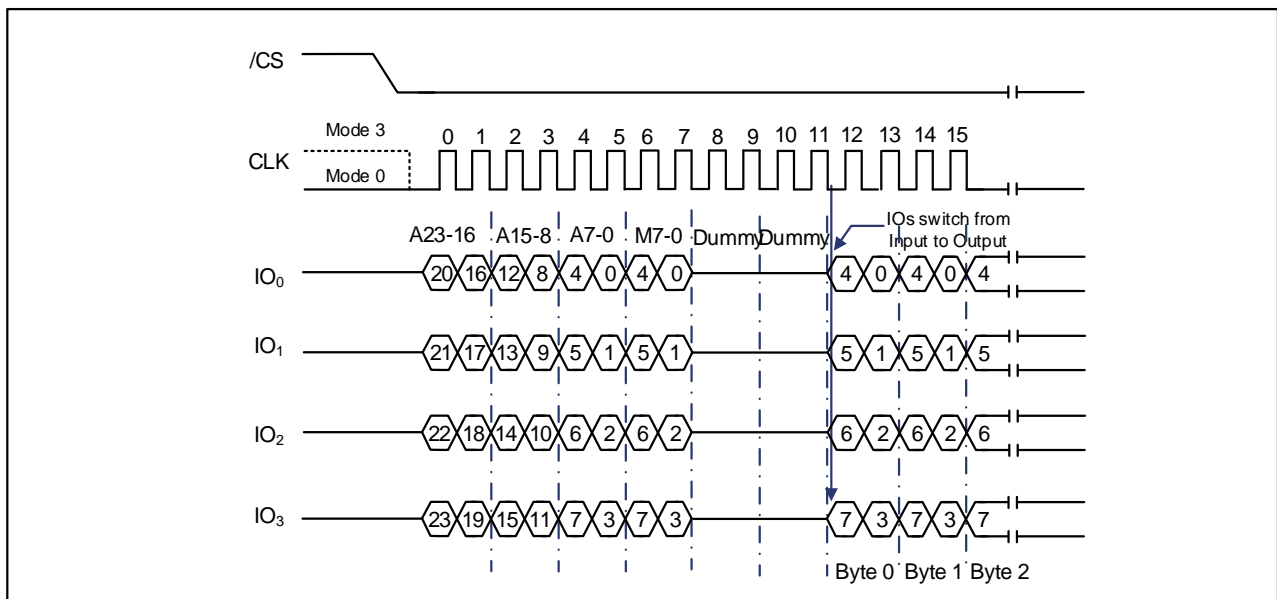 /CS
Mode 3
0 1 2 3 4 5 6 7 8 9 10 11 12 13 14 15
CLK
Mode 0
IOs switch from
Input to Output
A23-16 A15-8 A7-0 M7-0 Dummy Dummy
IO0 20 16 12 8 4 0 4 0 4 0 4 0 4
IO1 21 17 13 9 5 1 5 1 5 1 5 1 5
IO2 22 18 14 10 6 2 6 2 6 2 6 2 6
IO3 23 19 15 11 7 3 7 3 7 3 7 3 7
Byte 0 Byte 1 Byte 2